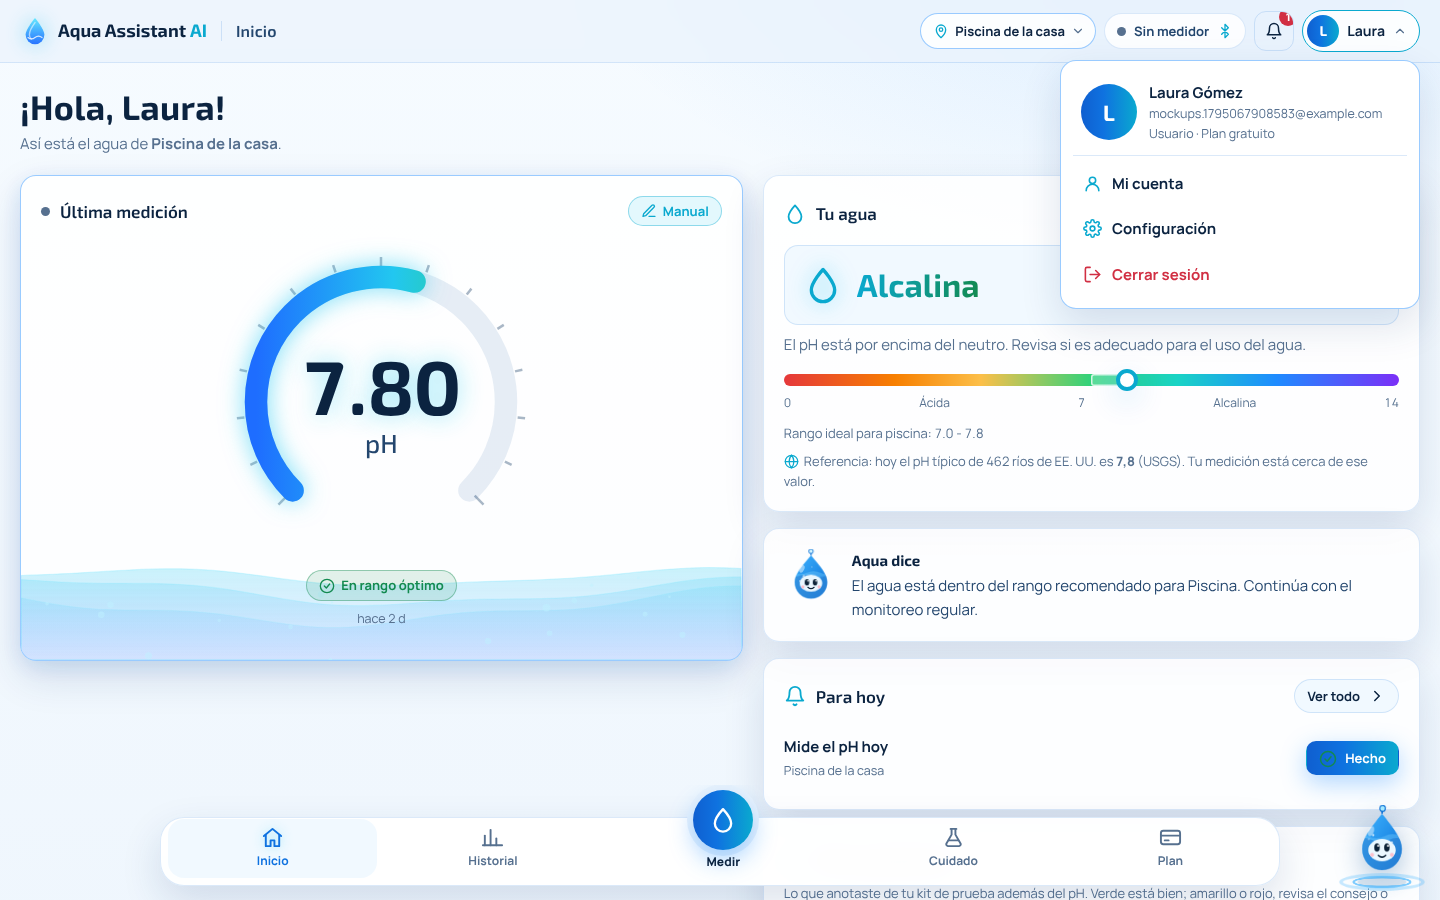 Aqua Assistant AI
Inicio
Piscina de la casa
Sin medidor
L
Laura
¡Hola, Laura!
Así está el agua de Piscina de la casa.
L
Laura Gómez
mockups.1795067908583@example.com
Usuario · Plan gratuito
Mi cuenta
Configuración
Cerrar sesión
Última medición
Manual
7.80
pH
En rango óptimo
hace 2 d
Tu agua
Alcalina
El pH está por encima del neutro. Revisa si es adecuado para el uso del agua.
0 Ácida 7 Alcalina 14
Rango ideal para piscina: 7.0 - 7.8
Referencia: hoy el pH típico de 462 ríos de EE. UU. es 7,8 (USGS). Tu medición está cerca de ese
valor.
Aqua dice
El agua está dentro del rango recomendado para Piscina. Continúa con el
monitoreo regular.
Para hoy
Ver todo
Mide el pH hoy
Piscina de la casa
Hecho
Lo que anotaste de tu kit de prueba además del pH. Verde está bien; amarillo o rojo, revisa el consejo o
Inicio
Historial
Medir
Cuidado
Plan